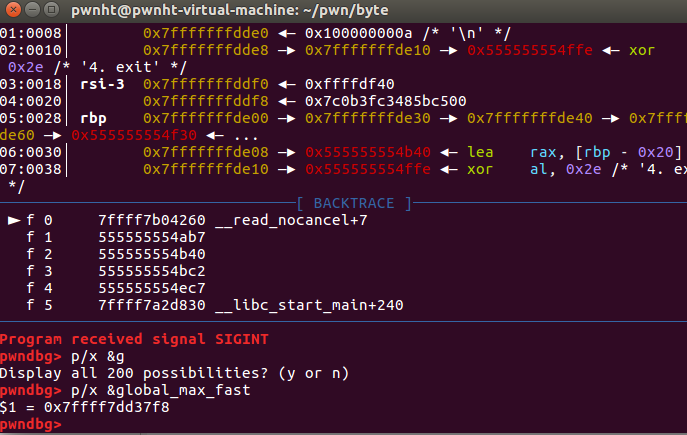 pwnht@pwnht-virtual-machine: ~/pwn/byte
01:0008│ 0x7fffffffdde0 ◂— 0x100000000a /* '\n' */
02:0010│ 0x7fffffffdde8 —▸ 0x7fffffffde10 —▸ 0x555555554ffe ◂— xor
0x2e /* '4. exit' */
03:0018│ rsi-3 0x7fffffffddf0 ◂— 0xffffdf40
04:0020│ 0x7fffffffddf8 ◂— 0x7c0b3fc3485bc500
05:0028│ rbp 0x7fffffffde00 —▸ 0x7fffffffde30 —▸ 0x7fffffffde40 —▸ 0x7ffff
de60 —▸ 0x555555554f30 ◂— ...
06:0030│ 0x7fffffffde08 —▸ 0x555555554b40 ◂— lea rax, [rbp - 0x20]
07:0038│ 0x7fffffffde10 —▸ 0x555555554ffe ◂— xor al, 0x2e /* '4. ex
*/
[ BACKTRACE ]
► f 0 7ffff7b04260 __read_nocancel+7
f 1 555555554ab7
f 2 555555554b40
f 3 555555554bc2
f 4 555555554ec7
f 5 7ffff7a2d830 __libc_start_main+240
Program received signal SIGINT
pwndbg> p/x &g
Display all 200 possibilities? (y or n)
pwndbg> p/x &global_max_fast
$1 = 0x7ffff7dd37f8
pwndbg>